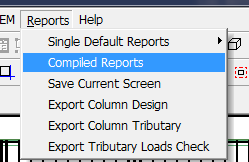 EM Reports Help
Single Default Reports
Compiled Reports
Save Current Screen
Export Column Design
Export Column Tributary
Export Tributary Loads Check